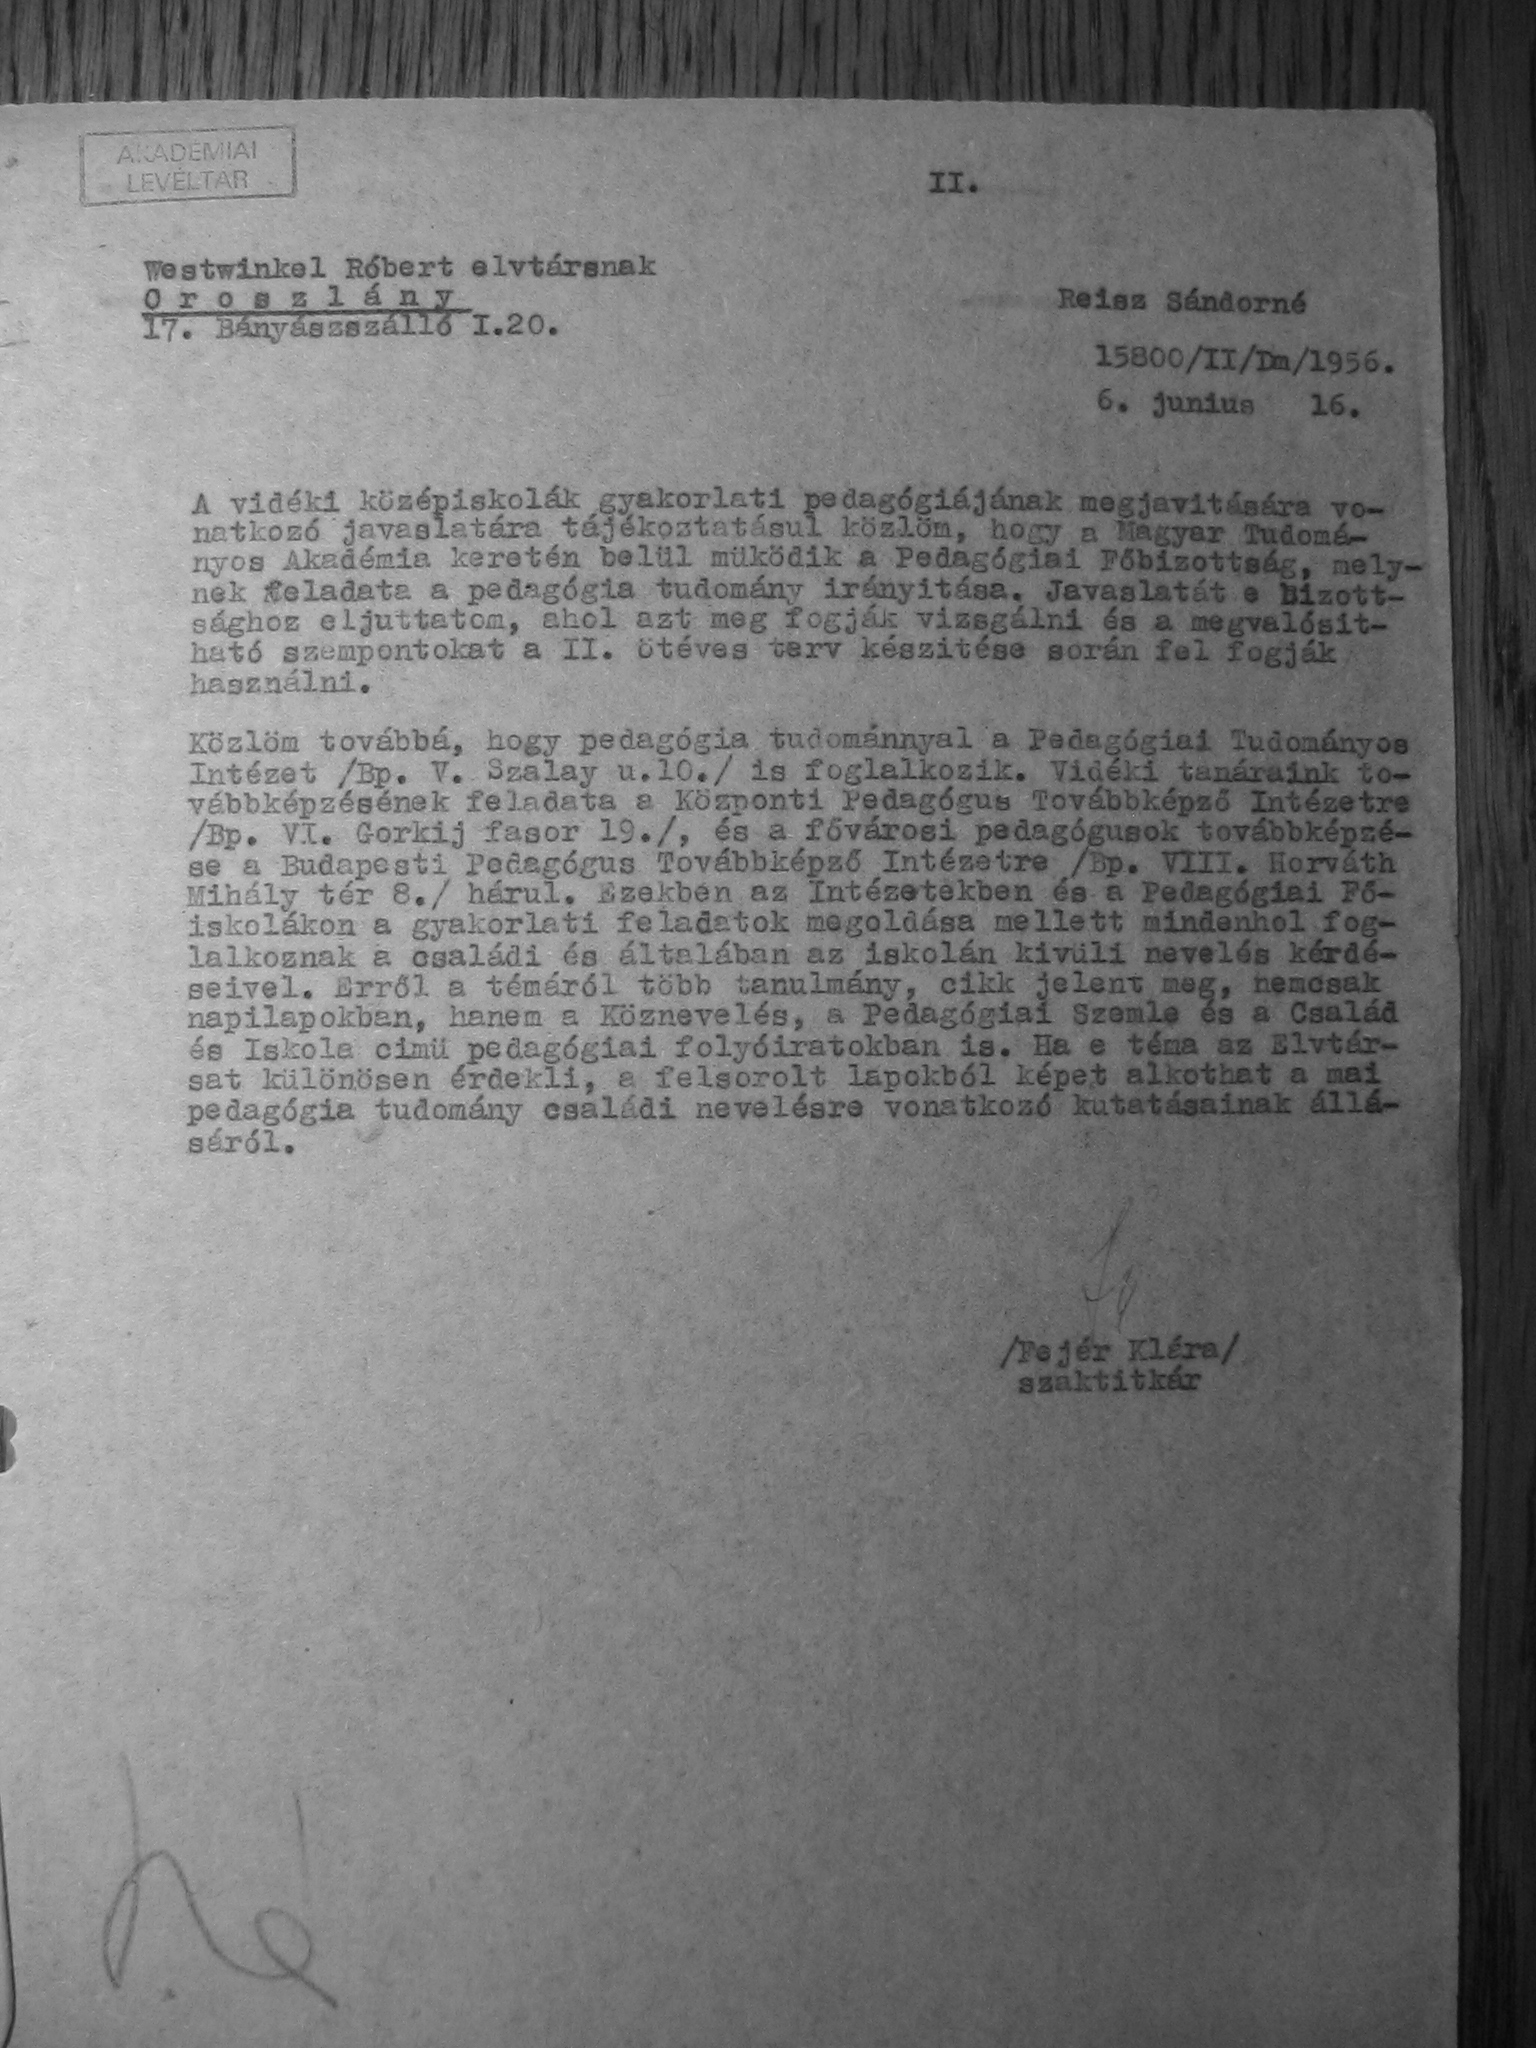 AKADÉMIAI
LEVÉLTÁR
II.
Westwinkel Róbert elvtársnak
O r o s z l á n y
17. Bányászszálló I.20.
Reisz Sándorné
15800/II/Dm/1956.
6. junius 16.
A vidéki középiskolák gyakorlati pedagógiájának megjavitására vo-
natkozó javaslatára tájékoztatásul közlöm, hogy a Magyar Tudomá-
nyos Akadémia keretén belül müködik a Pedagógiai Főbizottság, mely-
nek feladata a pedagógia tudomány irányitása. Javaslatát e bizott-
sághoz eljuttatom, ahol azt meg fogják vizsgálni és a megvalósit-
ható szempontokat a II. ötéves terv készitése során fel fogják
használni.
Közlöm továbbá, hogy pedagógia tudománnyal a Pedagógiai Tudományos
Intézet /Bp. V. Szalay u.10./ is foglalkozik. Vidéki tanáraink to-
vábbképzésének feladata a Központi Pedagógus Továbbképző Intézetre
/Bp. VI. Gorkij fasor 19./, és a fővárosi pedagógusok továbbképzé-
se a Budapesti Pedagógus Továbbképző Intézetre /Bp. VIII. Horváth
Mihály tér 8./ hárul. Ezekben az Intézetekben és a Pedagógiai Fő-
iskolákon a gyakorlati feladatok megoldása mellett mindenhol fog-
lalkoznak a családi és általában az iskolán kivüli nevelés kérdé-
seivel. Erről a témáról több tanulmány, cikk jelent meg, nemcsak
napilapokban, hanem a Köznevelés, a Pedagógiai Szemle és a Család
és Iskola cimü pedagógiai folyóiratokban is. Ha e téma az Elvtár-
sat különösen érdekli, a felsorolt lapokból képet alkothat a mai
pedagógia tudomány családi nevelésre vonatkozó kutatásainak állá-
sáról.
/Fejér Klára/
szaktitkár